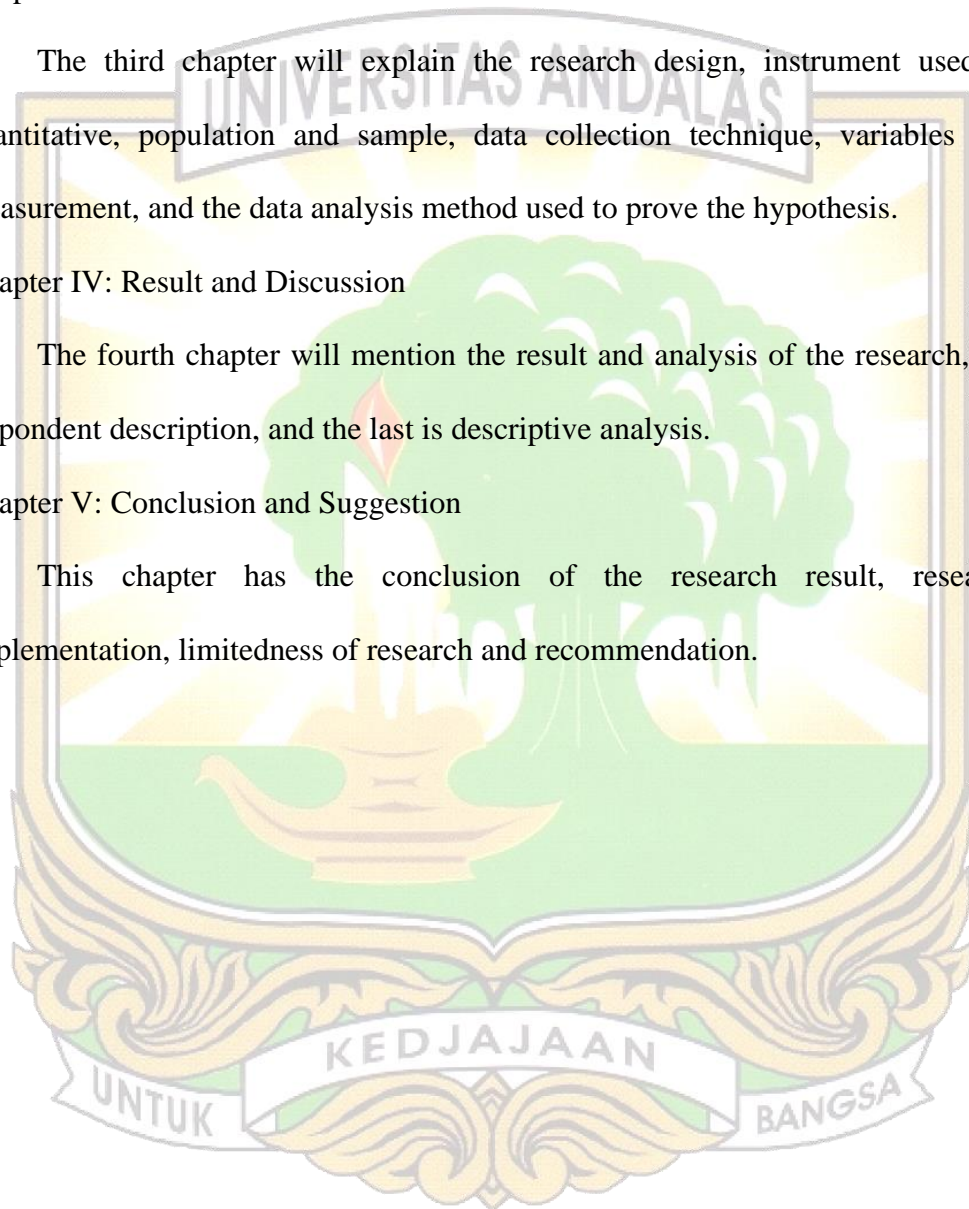 UNIVERSITAS ANDALAS
The third chapter will explain the research design, instrument used
antitative, population and sample, data collection technique, variables
asurement, and the data analysis method used to prove the hypothesis.
apter IV: Result and Discussion
The fourth chapter will mention the result and analysis of the research,
pondent description, and the last is descriptive analysis.
apter V: Conclusion and Suggestion
This chapter has the conclusion of the research result, resea
plementation, limitedness of research and recommendation.
UNTUK KEDJAJAAN BANGSA